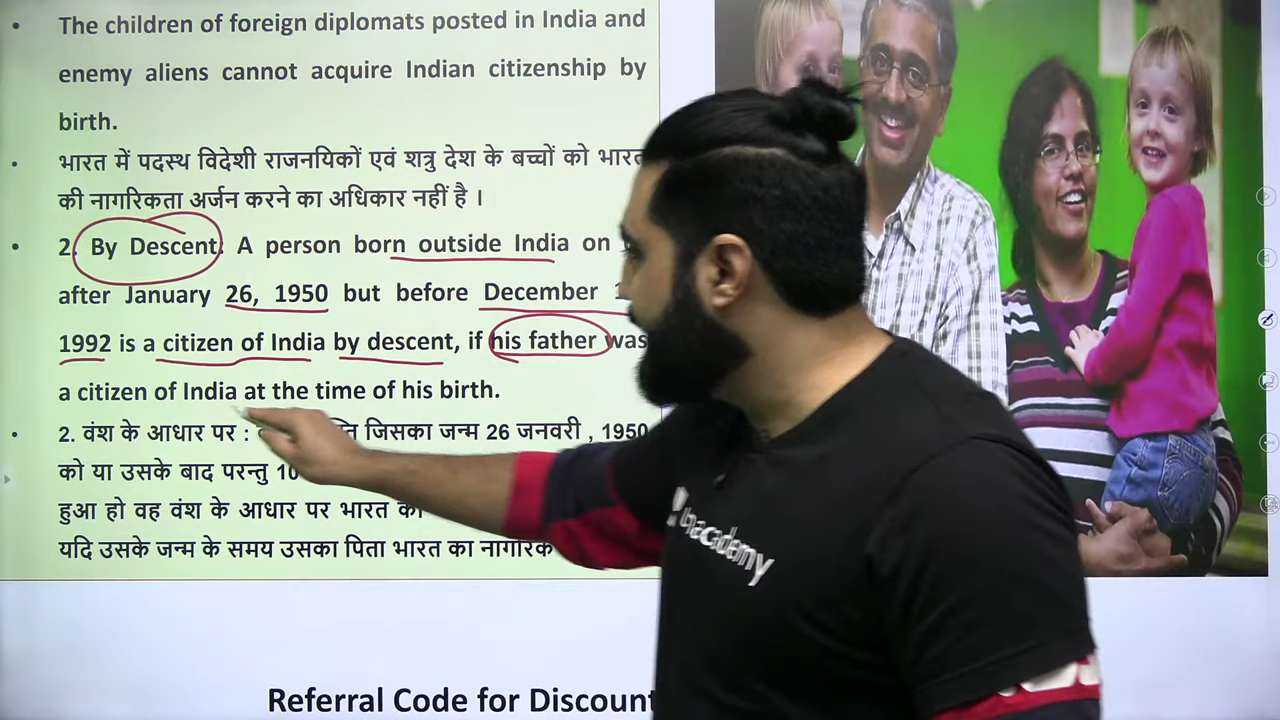 • The children of foreign diplomats posted in India and
enemy aliens cannot acquire Indian citizenship by
birth.
• भारत में पदस्थ विदेशी राजनयिकों एवं शत्रु देश के बच्चों को भारत
की नागरिकता अर्जन करने का अधिकार नहीं है ।
• 2. By Descent: A person born outside India on
after January 26, 1950 but before December
1992 is a citizen of India by descent, if his father was
a citizen of India at the time of his birth.
• 2. वंश के आधार पर : जिसका जन्म 26 जनवरी , 1950
को या उसके बाद परन्तु 10
हुआ हो वह वंश के आधार पर भारत का
यदि उसके जन्म के समय उसका पिता भारत का नागरिक
unacademy
Referral Code for Discount